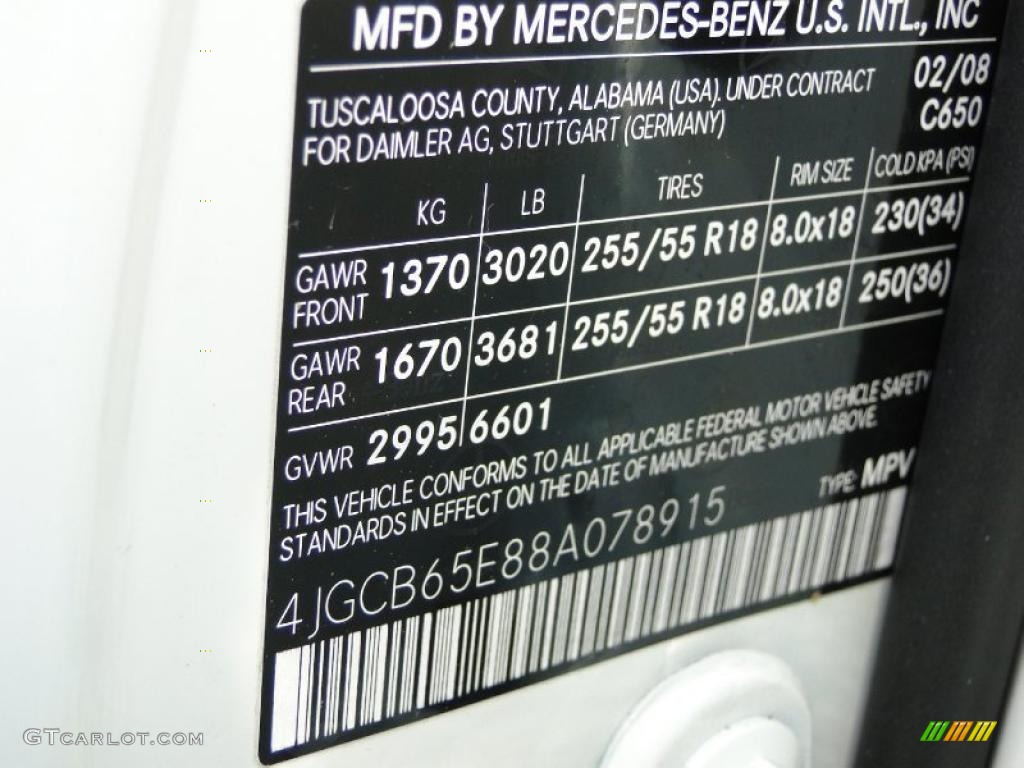 MFD BY MERCEDES-BENZ U.S. INTL., INC
TUSCALOOSA COUNTY, ALABAMA (USA). UNDER CONTRACT 02/08
FOR DAIMLER AG, STUTTGART (GERMANY) C650
KG LB TIRES RIM SIZE COLD KPA (PSI)
GAWR FRONT 1370 3020 255/55 R18 8.0x18 230(34)
GAWR REAR 1670 3681 255/55 R18 8.0x18 250(36)
GVWR 2995 6601
THIS VEHICLE CONFORMS TO ALL APPLICABLE FEDERAL MOTOR VEHICLE SAFETY
STANDARDS IN EFFECT ON THE DATE OF MANUFACTURE SHOWN ABOVE.
TYPE: MPV
4JGCB65E88A078915
GTCARLOT.COM